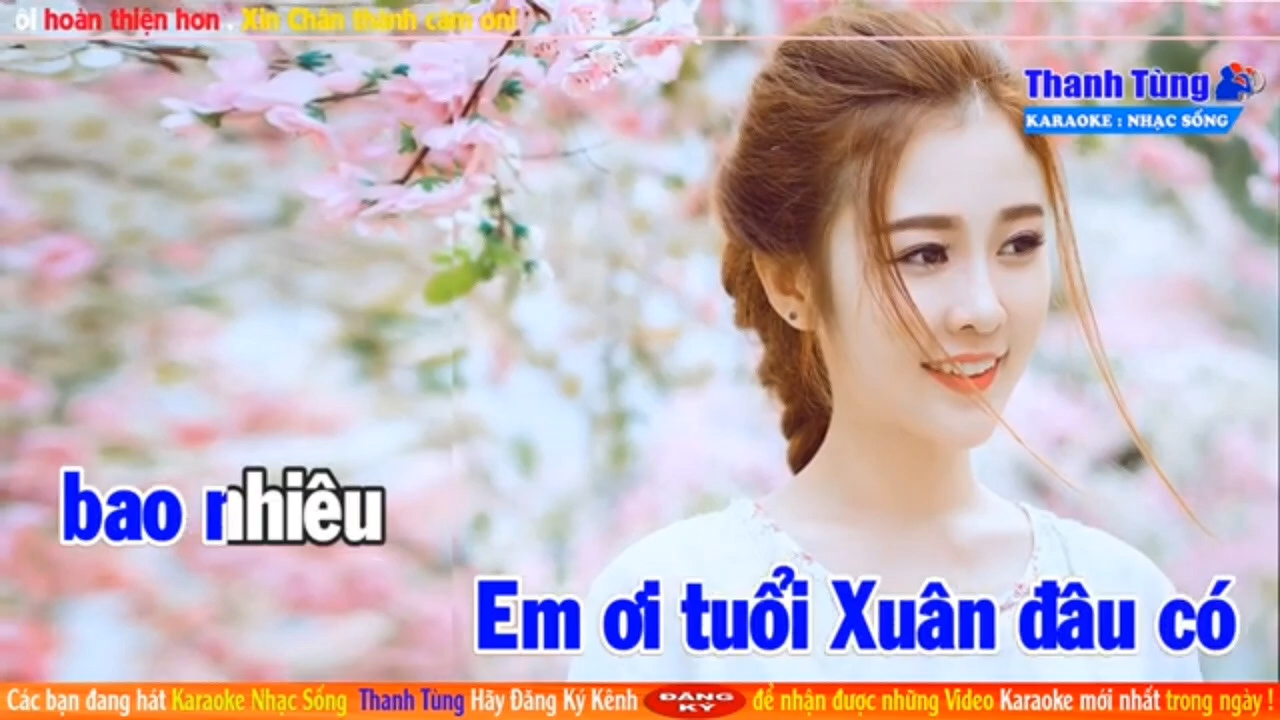 ôi hoàn thiện hơn . Xin Chân thành cảm ơn!
Thanh Tùng
KARAOKE : NHẠC SỐNG
bao nhiêu
Em ơi tuổi Xuân đâu có
Các bạn đang hát Karaoke Nhạc Sống Thanh Tùng Hãy Đăng Ký Kênh ĐĂNG KÝ để nhận được những Video Karaoke mới nhất trong ngày !